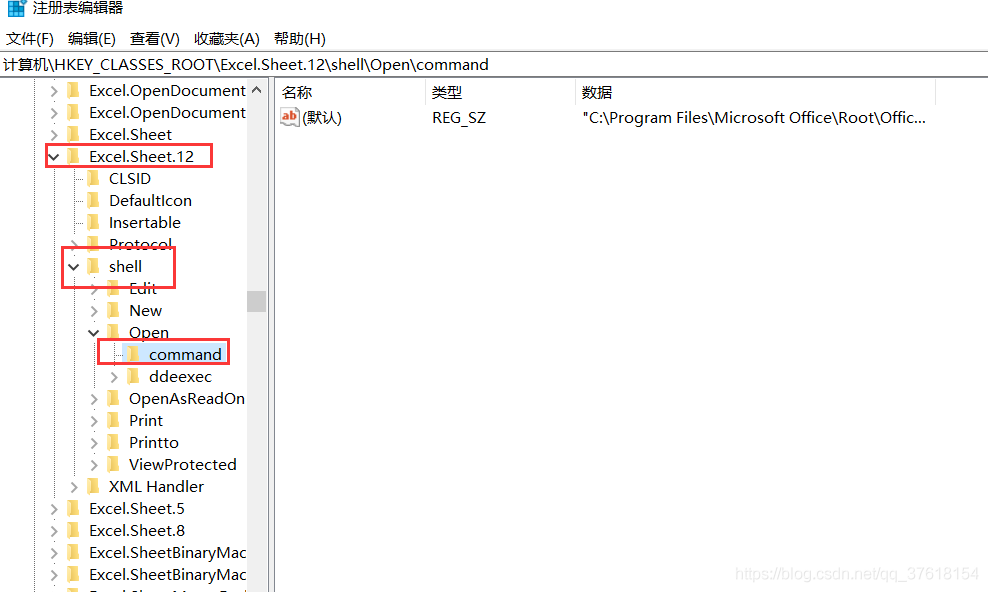 注册表编辑器
文件(F) 编辑(E) 查看(V) 收藏夹(A) 帮助(H)
计算机\HKEY_CLASSES_ROOT\Excel.Sheet.12\shell\Open\command
Excel.OpenDocument
Excel.OpenDocument
Excel.Sheet
Excel.Sheet.12
CLSID
DefaultIcon
Insertable
Protocol
shell
Edit
New
Open
command
ddeexec
OpenAsReadOn
Print
Printto
ViewProtected
XML Handler
Excel.Sheet.5
Excel.Sheet.8
Excel.SheetBinaryMac
Excel.SheetBinaryMac
名称 类型 数据
ab (默认) REG_SZ "C:\Program Files\Microsoft Office\Root\Offic...
https://blog.csdn.net/qq_37618154